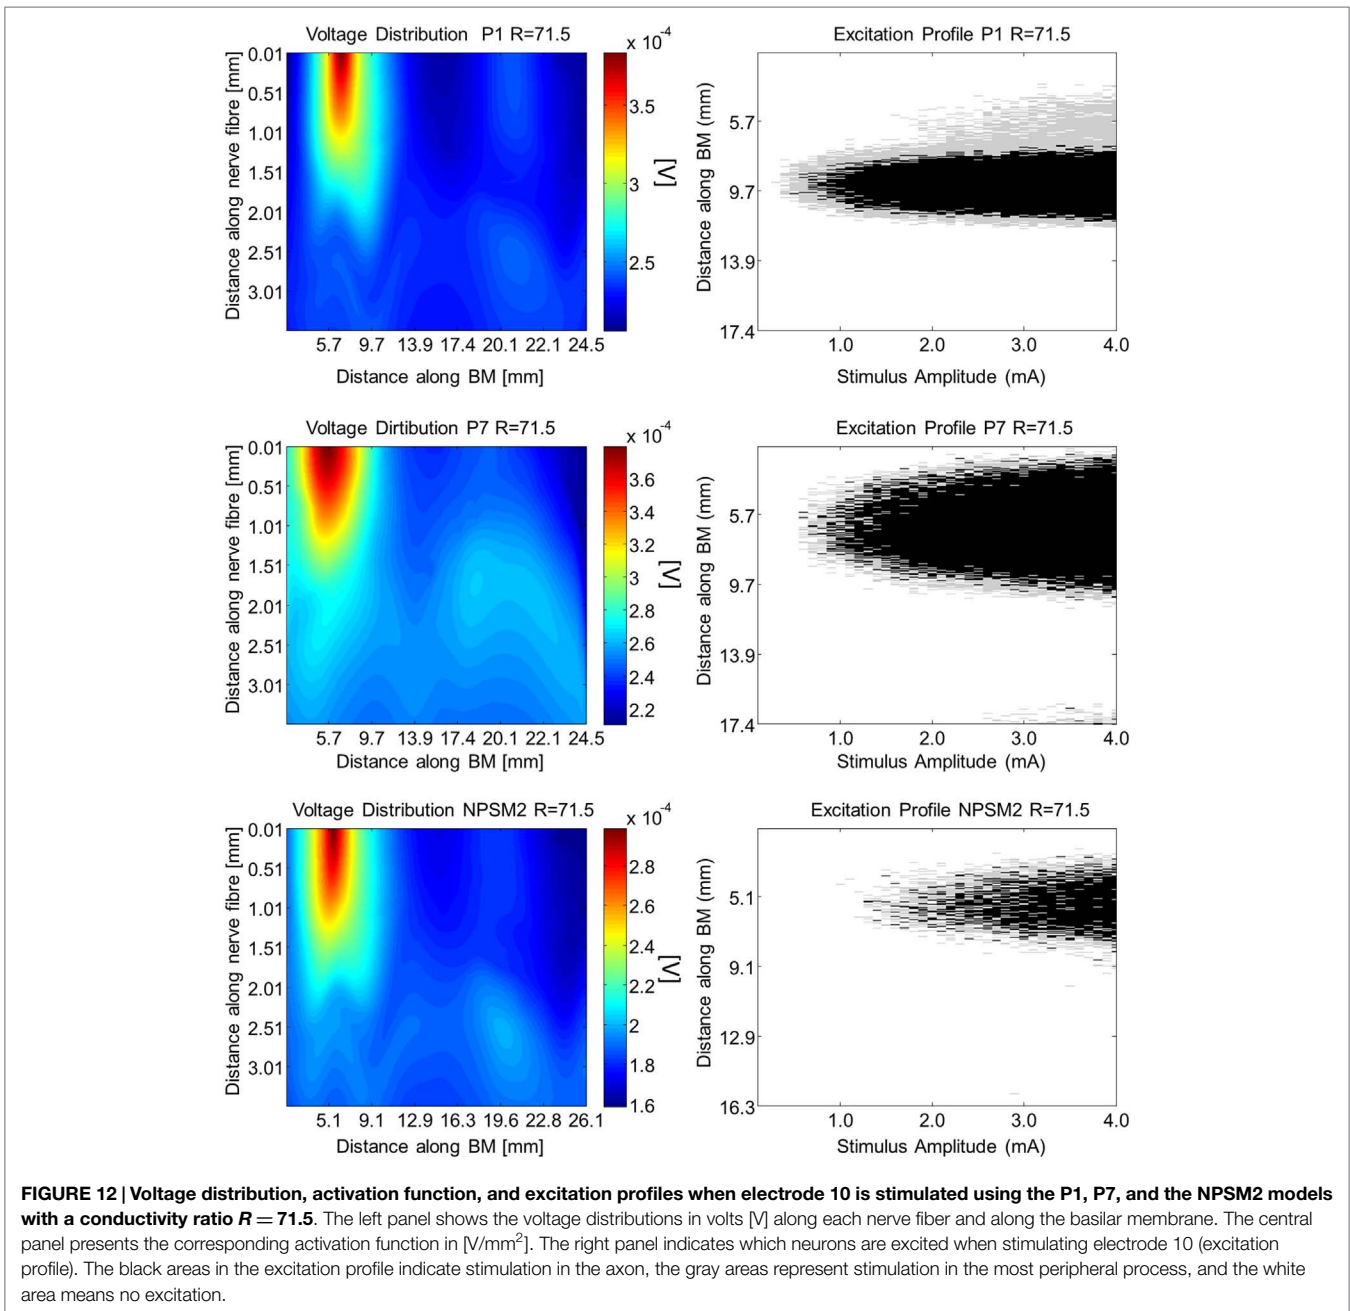 Voltage Distribution P1 R=71.5
x 10-4
0.01
0.51
1.01
1.51
2.01
2.51
3.01
Distance along nerve fibre [mm]
5.7 9.7 13.9 17.4 20.1 22.1 24.5
Distance along BM [mm]
3.5
3
2.5
[V]
Excitation Profile P1 R=71.5
Distance along BM (mm)
5.7
9.7
13.9
17.4
1.0 2.0 3.0 4.0
Stimulus Amplitude (mA)
Voltage Dirtibution P7 R=71.5
x 10-4
0.01
0.51
1.01
1.51
2.01
2.51
3.01
Distance along nerve fibre [mm]
5.7 9.7 13.9 17.4 20.1 22.1 24.5
Distance along BM [mm]
3.6
3.4
3.2
3
2.8
2.6
2.4
2.2
[V]
Excitation Profile P7 R=71.5
Distance along BM (mm)
5.7
9.7
13.9
17.4
1.0 2.0 3.0 4.0
Stimulus Amplitude (mA)
Voltage Distribution NPSM2 R=71.5
x 10-4
0.01
0.51
1.01
1.51
2.01
2.51
3.01
Distance along nerve fibre [mm]
5.1 9.1 12.9 16.3 19.6 22.8 26.1
Distance along BM [mm]
2.8
2.6
2.4
2.2
2
1.8
1.6
[V]
Excitation Profile NPSM2 R=71.5
Distance along BM (mm)
5.1
9.1
12.9
16.3
1.0 2.0 3.0 4.0
Stimulus Amplitude (mA)
FIGURE 12 | Voltage distribution, activation function, and excitation profiles when electrode 10 is stimulated using the P1, P7, and the NPSM2 models
with a conductivity ratio R = 71.5. The left panel shows the voltage distributions in volts [V] along each nerve fiber and along the basilar membrane. The central
panel presents the corresponding activation function in [V/mm2]. The right panel indicates which neurons are excited when stimulating electrode 10 (excitation
profile). The black areas in the excitation profile indicate stimulation in the axon, the gray areas represent stimulation in the most peripheral process, and the white
area means no excitation.